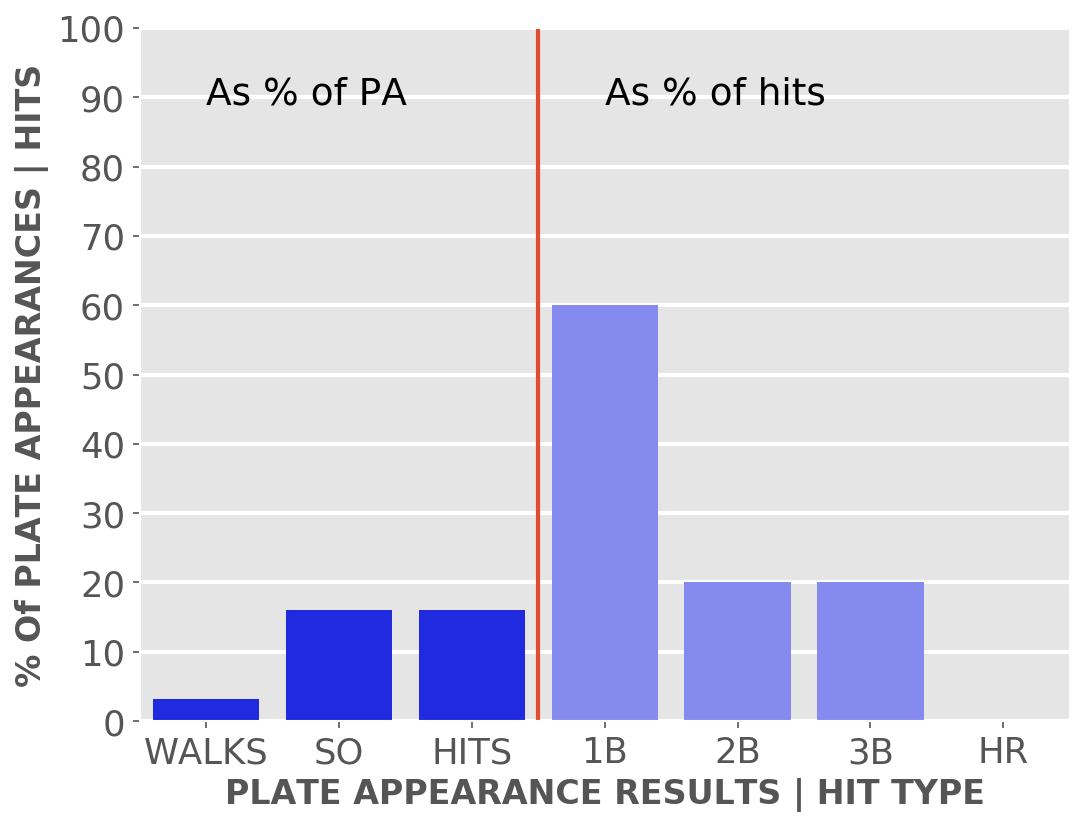 100
90
80
70
60
50
40
30
20
10
0
% Of PLATE APPEARANCES | HITS
As % of PA
As % of hits
WALKS SO HITS 1B 2B 3B HR
PLATE APPEARANCE RESULTS | HIT TYPE